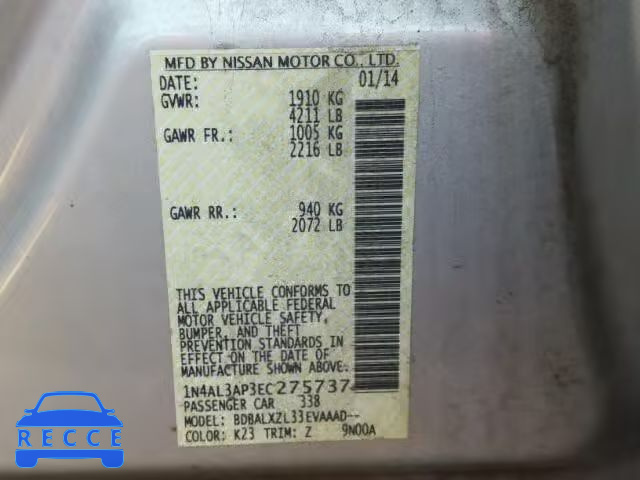 MFD BY NISSAN MOTOR CO., LTD.
DATE: 01/14
GVWR: 1910 KG
4211 LB
GAWR FR.: 1005 KG
2216 LB
GAWR RR.: 940 KG
2072 LB
THIS VEHICLE CONFORMS TO
ALL APPLICABLE FEDERAL
MOTOR VEHICLE SAFETY,
BUMPER, AND THEFT
PREVENTION STANDARDS IN
EFFECT ON THE DATE OF
MANUFACTURE SHOWN ABOVE.
1N4AL3AP3EC275737
PASSENGER CAR 338
MODEL: BDBALXZL33EVAAAD--
COLOR: K23 TRIM: Z 9N00A
RECCE